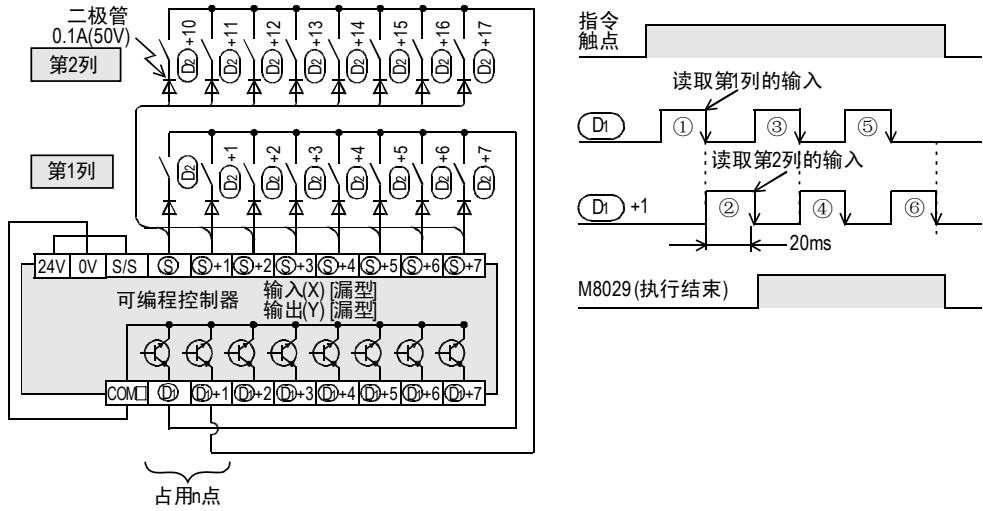 二极管
0.1A(50V)
第2列
D2 +10
D2 +11
D2 +12
D2 +13
D2 +14
D2 +15
D2 +16
D2 +17
第1列
D2
D2 +1
D2 +2
D2 +3
D2 +4
D2 +5
D2 +6
D2 +7
24V 0V S/S S S+1 S+2 S+3 S+4 S+5 S+6 S+7
可编程控制器
输入(X) [漏型]
输出(Y) [漏型]
COM□ D1 D1+1 D1+2 D1+3 D1+4 D1+5 D1+6 D1+7
占用n点
指令
触点
读取第1列的输入
D1 ① ③ ⑤
读取第2列的输入
D1 +1 ② ④ ⑥
20ms
M8029(执行结束)